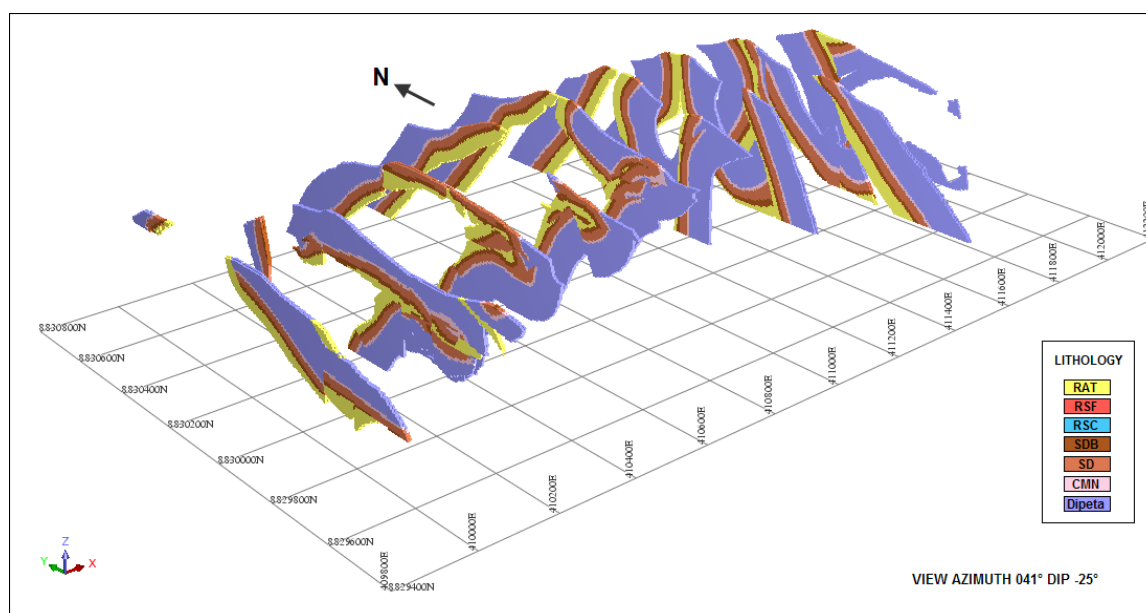 N
8830800N
8830600N
8830400N
8830200N
8830000N
8829800N
8829600N
8829400N
409800E
410000E
410200E
410400E
410600E
410800E
411000E
411200E
411400E
411600E
411800E
412000E
LITHOLOGY
RAT
RSF
RSC
SDB
SD
CMN
Dipeta
Z
Y
X
VIEW AZIMUTH 041° DIP -25°